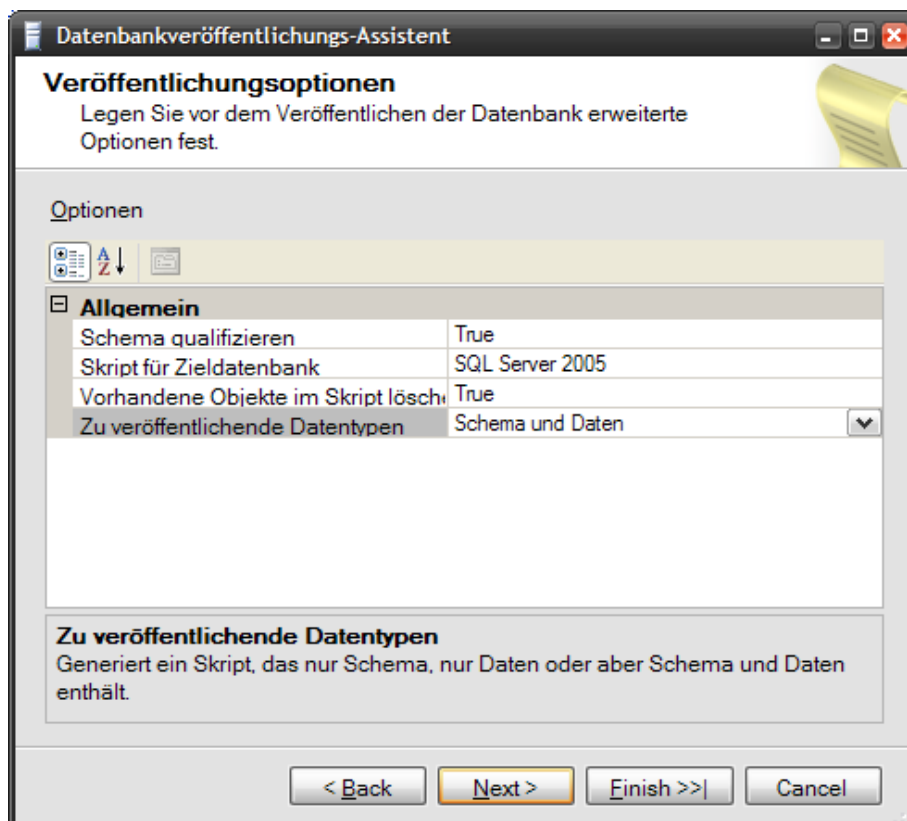 Datenbankveröffentlichungs-Assistent
Veröffentlichungsoptionen
Legen Sie vor dem Veröffentlichen der Datenbank erweiterte
Optionen fest.
Optionen
Allgemein
Schema qualifizieren True
Skript für Zieldatenbank SQL Server 2005
Vorhandene Objekte im Skript lösche True
Zu veröffentlichende Datentypen Schema und Daten
Zu veröffentlichende Datentypen
Generiert ein Skript, das nur Schema, nur Daten oder aber Schema und Daten
enthält.
< Back Next > Finish >>| Cancel